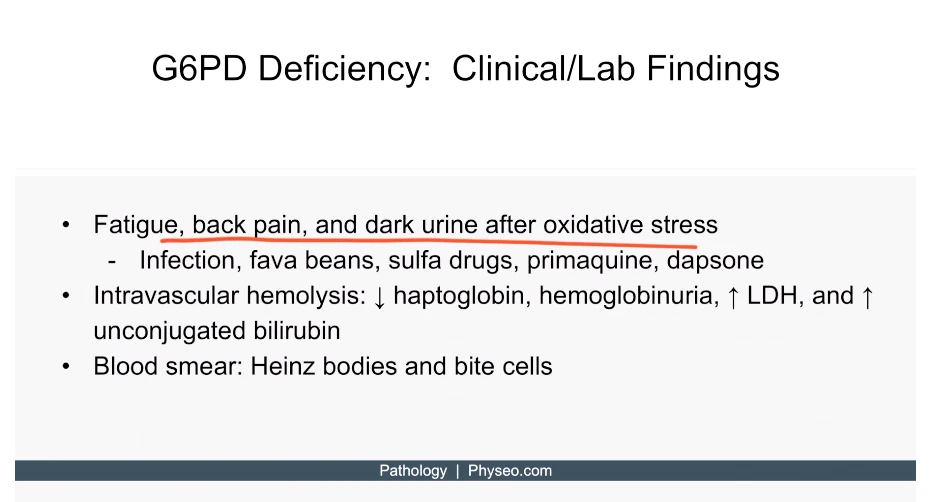 G6PD Deficiency:  Clinical/Lab Findings
• Fatigue, back pain, and dark urine after oxidative stress
- Infection, fava beans, sulfa drugs, primaquine, dapsone
• Intravascular hemolysis: ↓ haptoglobin, hemoglobinuria, ↑ LDH, and ↑
unconjugated bilirubin
• Blood smear: Heinz bodies and bite cells
Pathology | Physeo.com